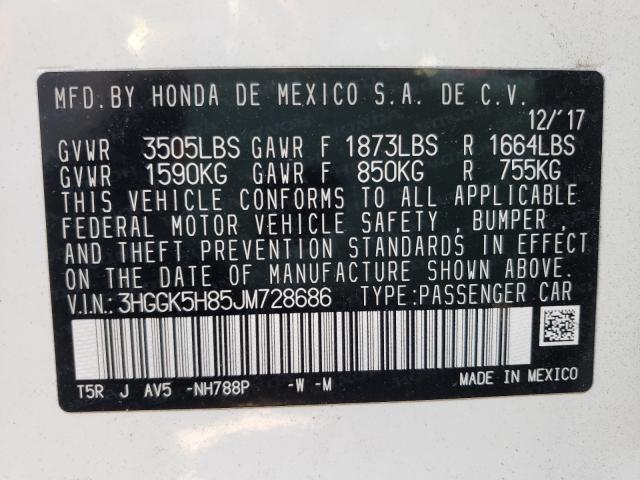 MFD. BY HONDA DE MEXICO S.A. DE C.V.
12/'17
GVWR 3505LBS GAWR F 1873LBS R 1664LBS
GVWR 1590KG GAWR F 850KG R 755KG
THIS VEHICLE CONFORMS TO ALL APPLICABLE
FEDERAL MOTOR VEHICLE SAFETY , BUMPER ,
AND THEFT PREVENTION STANDARDS IN EFFECT
ON THE DATE OF MANUFACTURE SHOWN ABOVE.
V.I.N.: 3HGGK5H85JM728686 TYPE:PASSENGER CAR
T5R J AV5 -NH788P -W -M MADE IN MEXICO